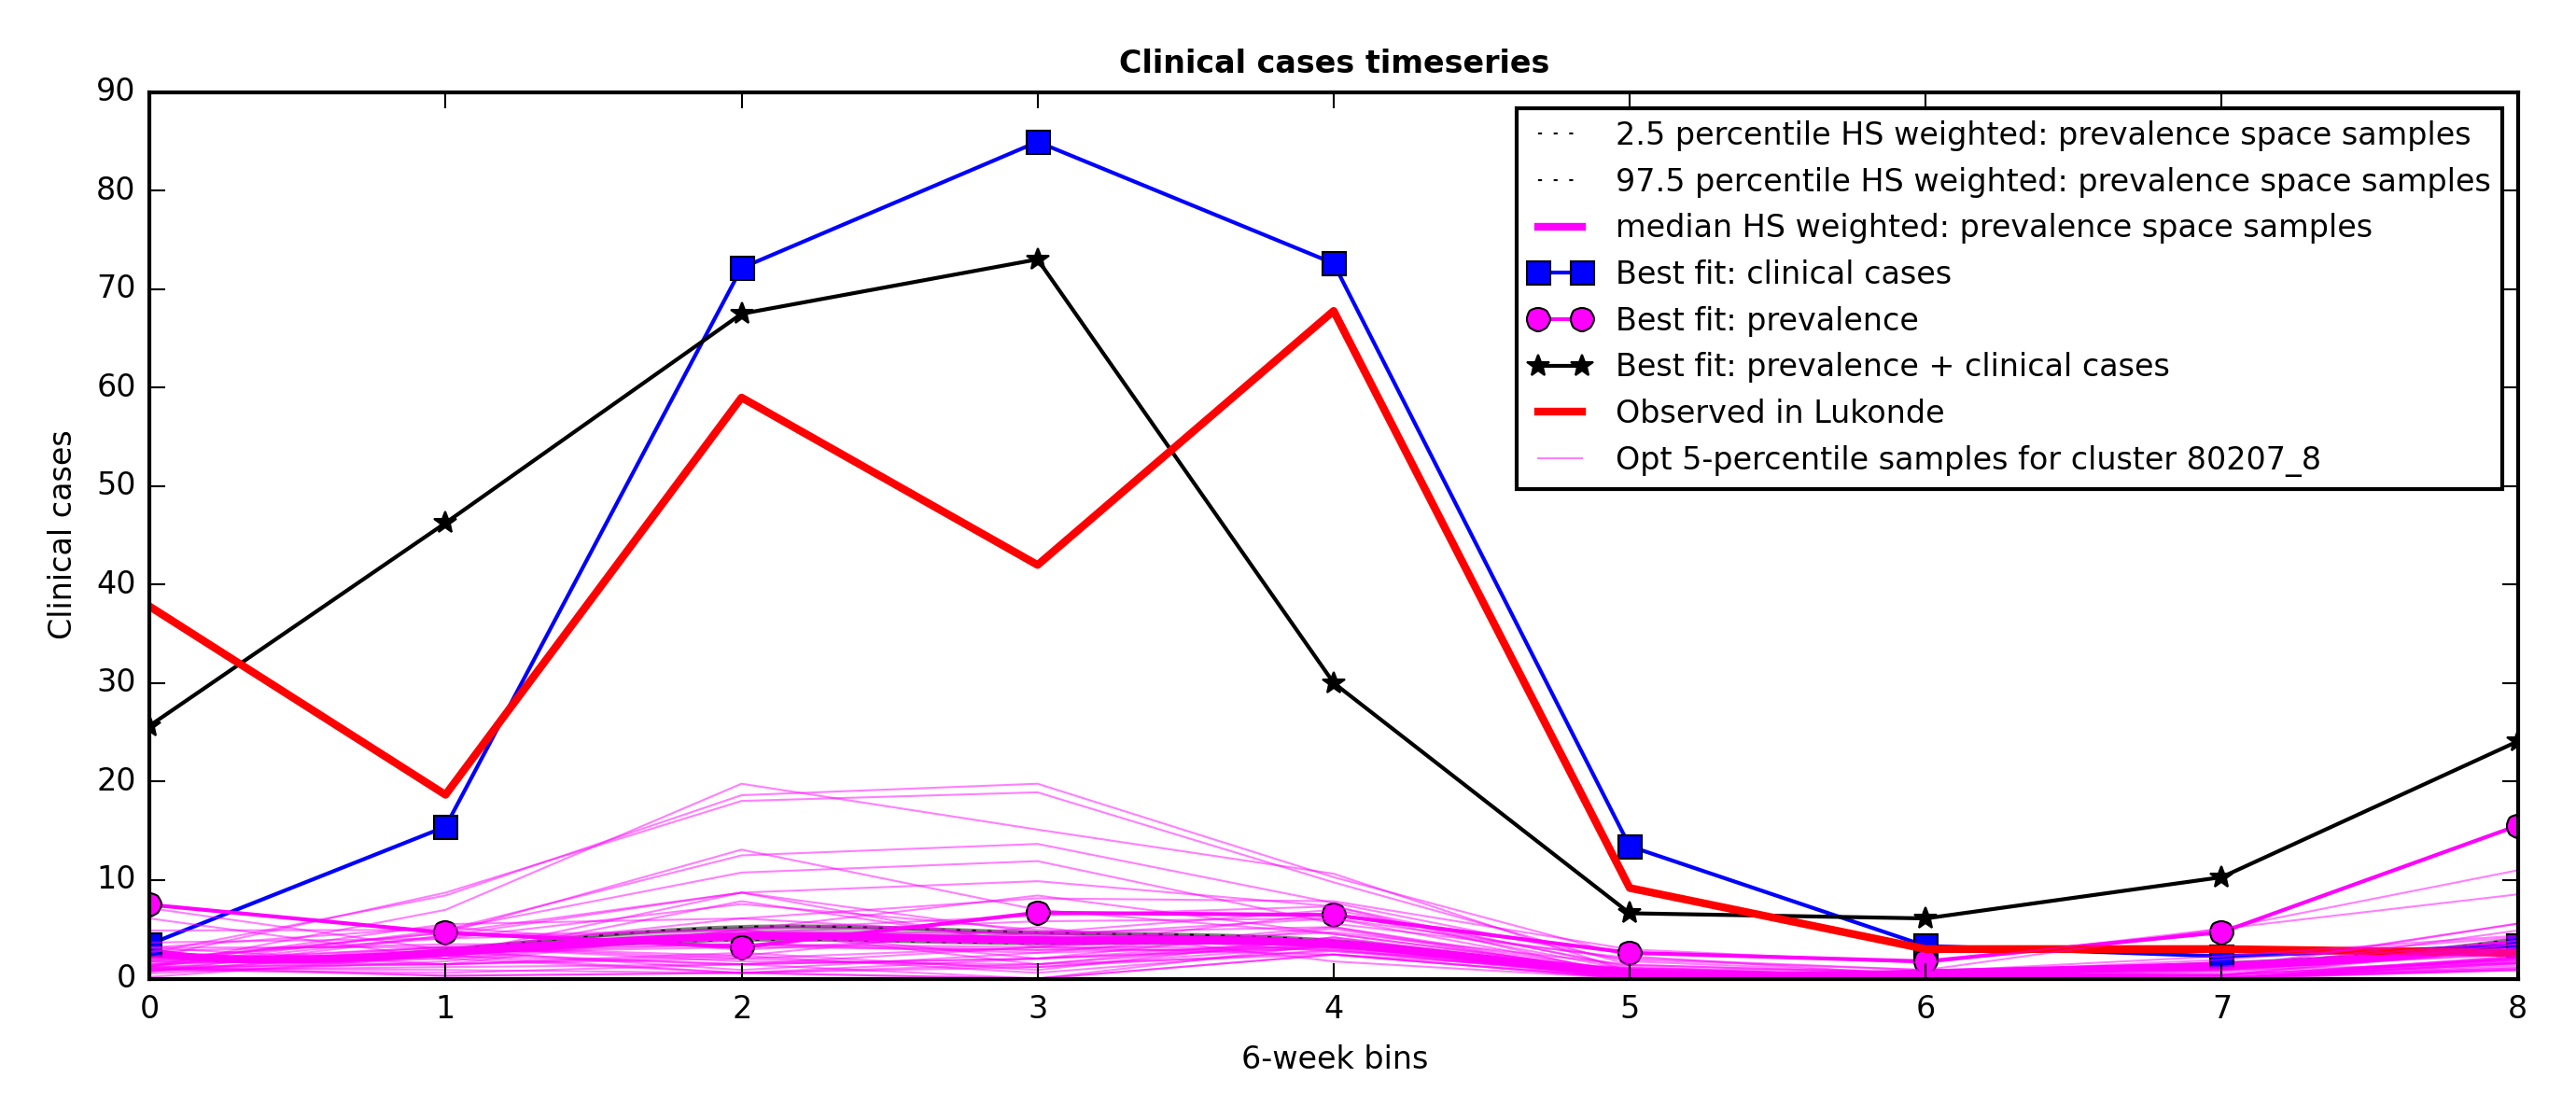 Clinical cases timeseries
90
80
70
60
50
40
30
20
10
0
Clinical cases
2.5 percentile HS weighted: prevalence space samples
97.5 percentile HS weighted: prevalence space samples
median HS weighted: prevalence space samples
Best fit: clinical cases
Best fit: prevalence
Best fit: prevalence + clinical cases
Observed in Lukonde
Opt 5-percentile samples for cluster 80207_8
0 1 2 3 4 5 6 7 8
6-week bins